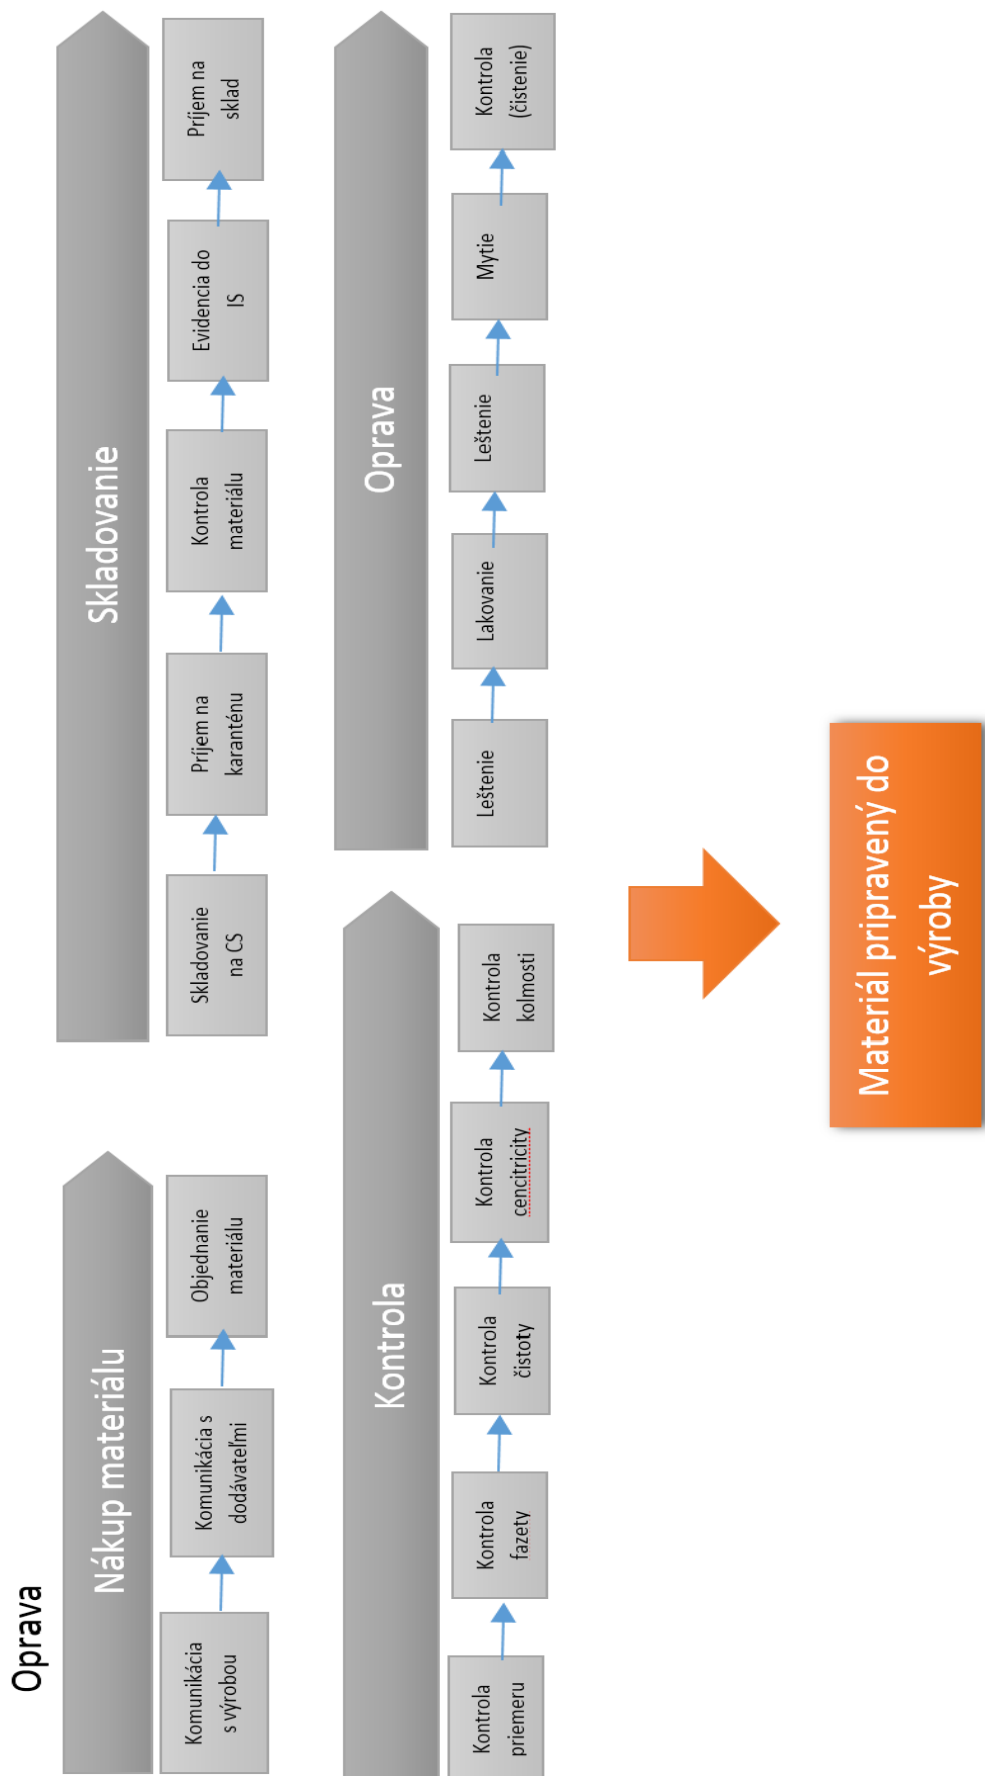 Oprava
Nákup materiálu
Komunikácia
s výrobou
Komunikácia s
dodávateľmi
Objednanie
materiálu
Skladovanie
Skladovanie
na CS
Príjem na
karanténu
Kontrola
materiálu
Evidencia do
IS
Príjem na
sklad
Kontrola
Kontrola
priemeru
Kontrola
fazety
Kontrola
čistoty
Kontrola
cencitricity
Kontrola
kolmosti
Oprava
Leštenie
Lakovanie
Leštenie
Mytie
Kontrola
(čistenie)
Materiál pripravený do
výroby